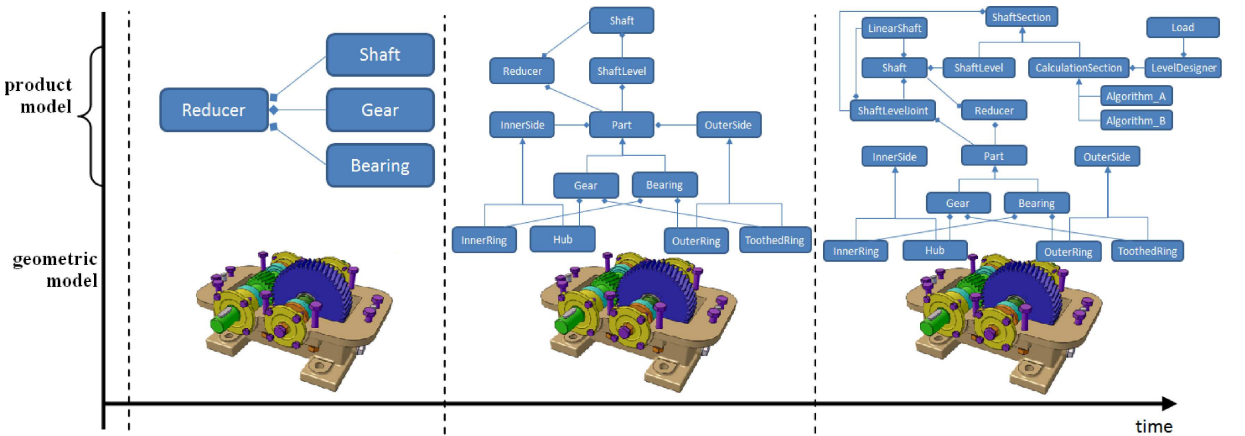 product
model
geometric
model
Shaft
Reducer
Gear
Bearing
Shaft
Reducer
ShaftLevel
InnerSide
Part
OuterSide
Gear
Bearing
InnerRing
Hub
OuterRing
ToothedRing
ShaftSection
LinearShaft
Load
Shaft
ShaftLevel
CalculationSection
LevelDesigner
Algorithm_A
ShaftLevelJoint
Reducer
Algorithm_B
InnerSide
Part
OuterSide
Gear
Bearing
InnerRing
Hub
OuterRing
ToothedRing
time